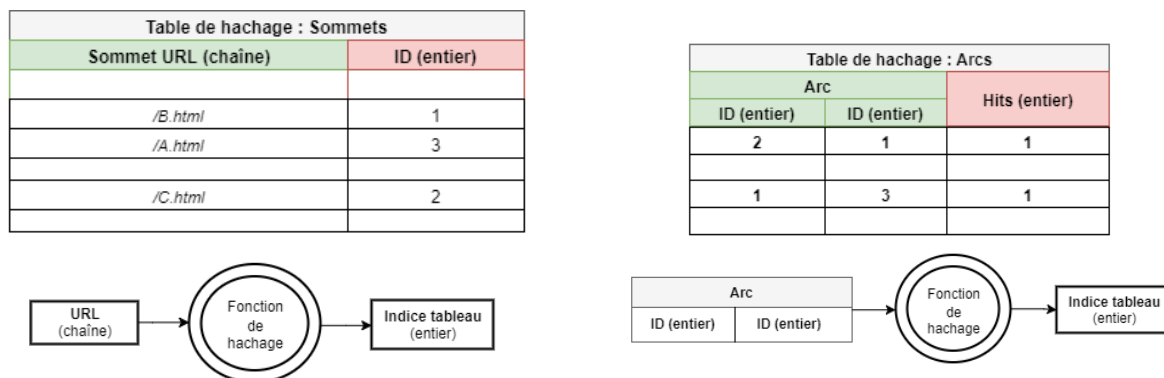 Table de hachage : Sommets
Sommet URL (chaîne) ID (entier)
/B.html 1
/A.html 3
/C.html 2
URL
(chaîne)
Fonction
de
hachage
Indice tableau
(entier)
Table de hachage : Arcs
Arc
Hits (entier)
ID (entier) ID (entier)
2 1 1
1 3 1
Arc
ID (entier) ID (entier)
Fonction
de
hachage
Indice tableau
(entier)